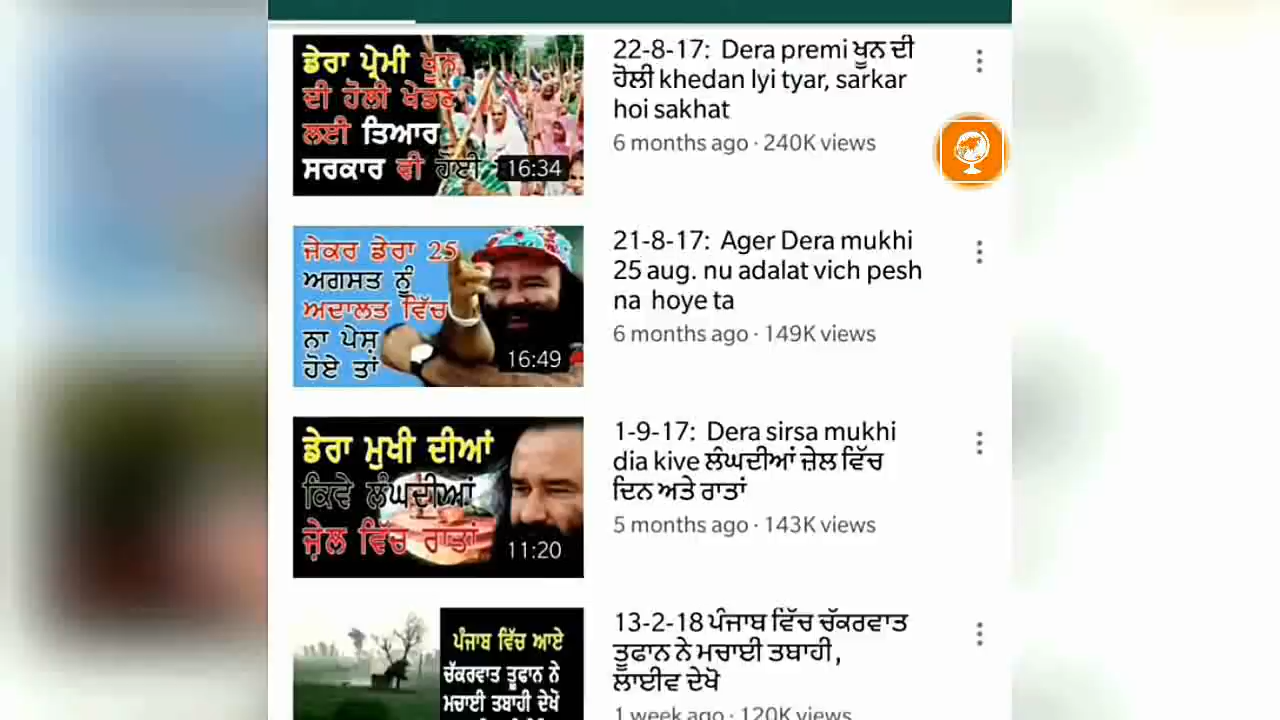 ਡੇਰਾ ਪ੍ਰੇਮੀ ਖੂਨ
ਦੀ ਹੋਲੀ ਖੇਡਣ
ਲਈ ਤਿਆਰ
ਸਰਕਾਰ ਵੀ ਹੋਈ
16:34
22-8-17: Dera premi ਖੂਨ ਦੀ
ਹੋਲੀ khedan lyi tyar, sarkar
hoi sakhat
6 months ago · 240K views
ਜੇਕਰ ਡੇਰਾ 25
ਅਗਸਤ ਨੂੰ
ਅਦਾਲਤ ਵਿੱਚ
ਨਾ ਪੇਸ਼
ਹੋਏ ਤਾਂ
16:49
21-8-17: Ager Dera mukhi
25 aug. nu adalat vich pesh
na hoye ta
6 months ago · 149K views
ਡੇਰਾ ਮੁਖੀ ਦੀਆਂ
ਕਿਵੇ ਲੰਘਦੀਆਂ
ਜ਼ੇਲ ਵਿੱਚ ਰਾਤਾਂ
11:20
1-9-17: Dera sirsa mukhi
dia kive ਲੰਘਦੀਆਂ ਜ਼ੇਲ ਵਿੱਚ
ਦਿਨ ਅਤੇ ਰਾਤਾਂ
5 months ago · 143K views
ਪੰਜਾਬ ਵਿੱਚ ਆਏ
ਚੱਕਰਵਾਤ ਤੂਫਾਨ ਨੇ
ਮਚਾਈ ਤਬਾਹੀ ਦੇਖੋ
13-2-18 ਪੰਜਾਬ ਵਿੱਚ ਚੱਕਰਵਾਤ
ਤੂਫਾਨ ਨੇ ਮਚਾਈ ਤਬਾਹੀ,
ਲਾਈਵ ਦੇਖੋ
1 week ago · 120K views